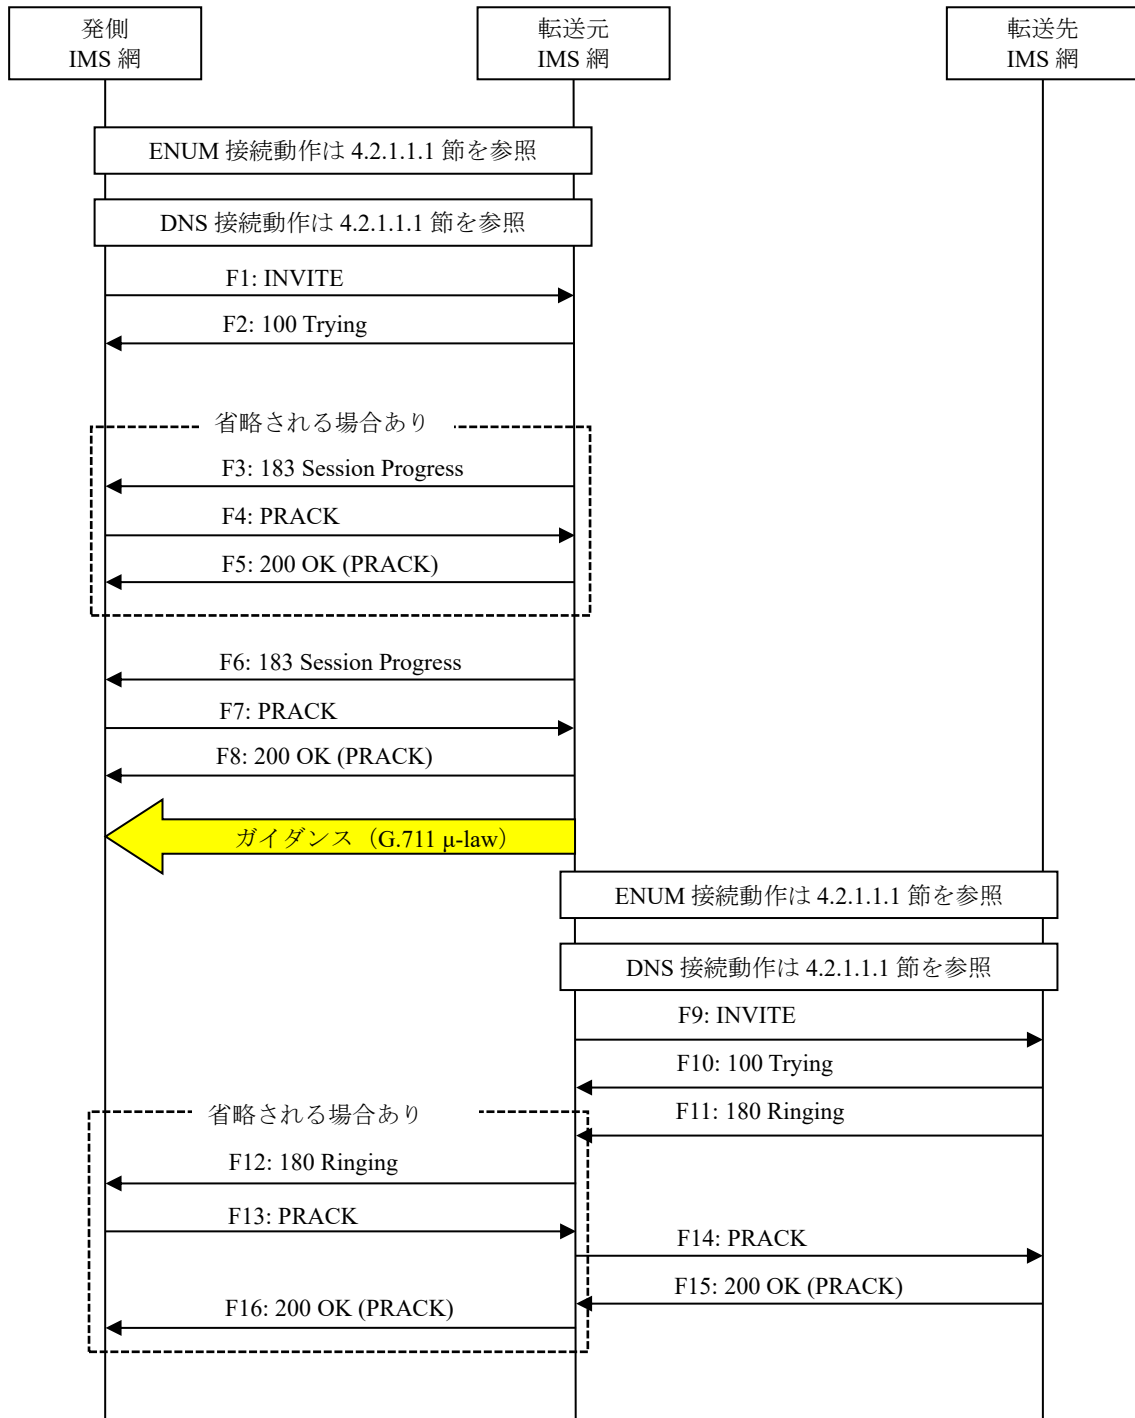 発側
IMS 網
転送元
IMS 網
転送先
IMS 網
ENUM 接続動作は 4.2.1.1.1 節を参照
DNS 接続動作は 4.2.1.1.1 節を参照
F1: INVITE
F2: 100 Trying
省略される場合あり
F3: 183 Session Progress
F4: PRACK
F5: 200 OK (PRACK)
F6: 183 Session Progress
F7: PRACK
F8: 200 OK (PRACK)
ガイダンス（G.711 μ-law）
ENUM 接続動作は 4.2.1.1.1 節を参照
DNS 接続動作は 4.2.1.1.1 節を参照
F9: INVITE
F10: 100 Trying
F11: 180 Ringing
省略される場合あり
F12: 180 Ringing
F13: PRACK
F14: PRACK
F15: 200 OK (PRACK)
F16: 200 OK (PRACK)